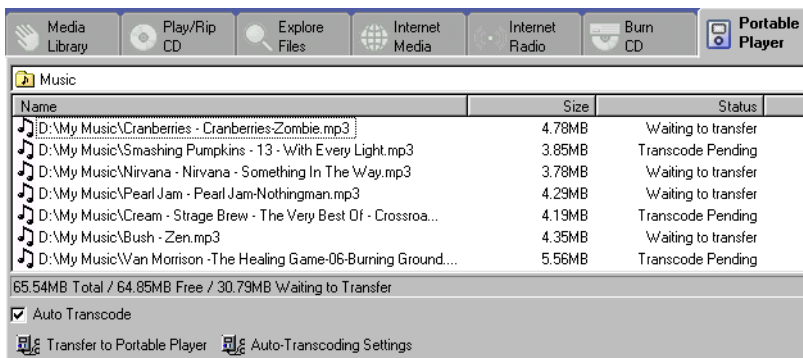 Media Library
Play/Rip CD
Explore Files
Internet Media
Internet Radio
Burn CD
Portable Player
Music
Name Size Status
D:\My Music\Cranberries - Cranberries-Zombie.mp3 4.78MB Waiting to transfer
D:\My Music\Smashing Pumpkins - 13 - With Every Light.mp3 3.85MB Transcode Pending
D:\My Music\Nirvana - Nirvana - Something In The Way.mp3 3.78MB Waiting to transfer
D:\My Music\Pearl Jam - Pearl Jam-Nothingman.mp3 4.29MB Waiting to transfer
D:\My Music\Cream - Strage Brew - The Very Best Of - Crossroa... 4.19MB Transcode Pending
D:\My Music\Bush - Zen.mp3 4.35MB Waiting to transfer
D:\My Music\Van Morrison -The Healing Game-06-Burning Ground.... 5.56MB Transcode Pending
65.54MB Total / 64.85MB Free / 30.79MB Waiting to Transfer
Auto Transcode
Transfer to Portable Player Auto-Transcoding Settings